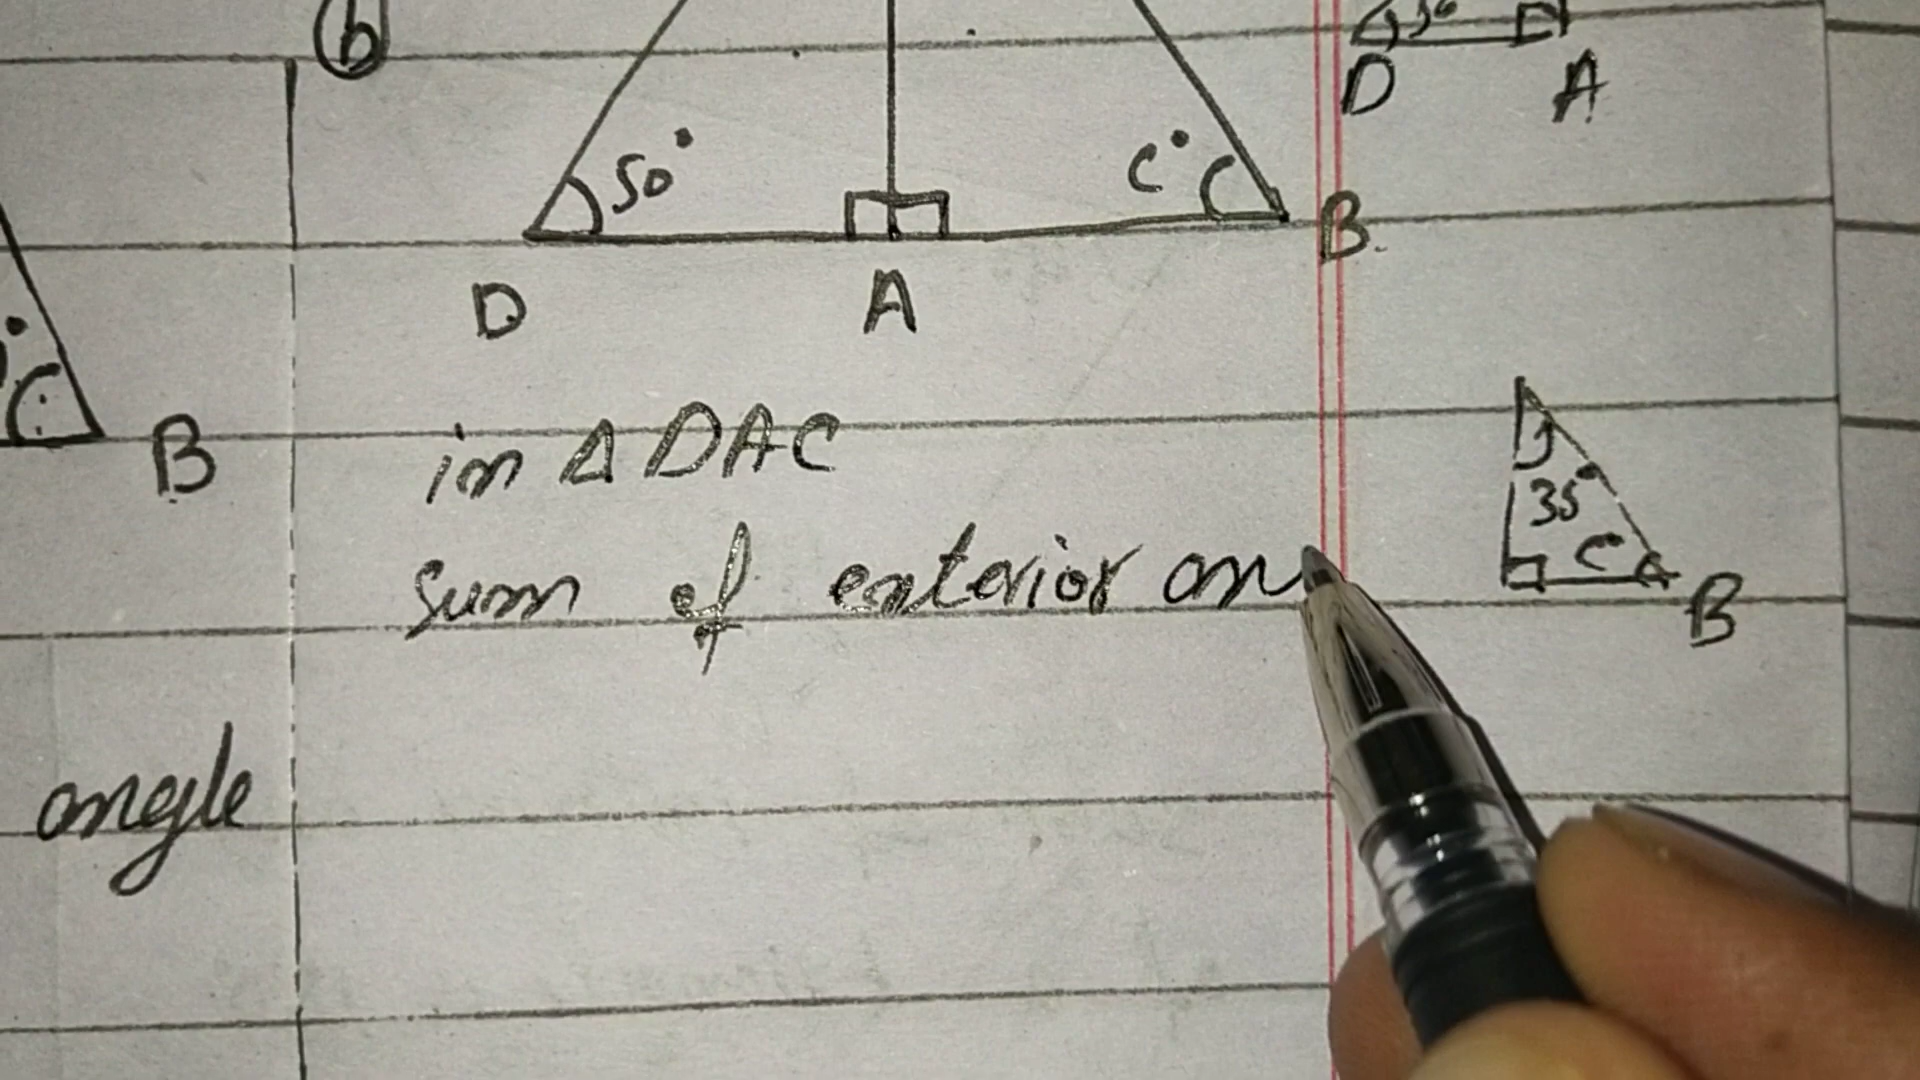 b
50°
c°
D
A
B
D
A
B
in Δ DAC
sum of exterior an
35°
c
B
angle